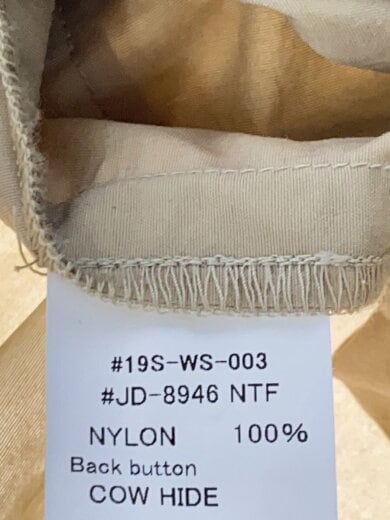 #19S-WS-003
#JD-8946 NTF
NYLON 100%
Back button
COW HIDE